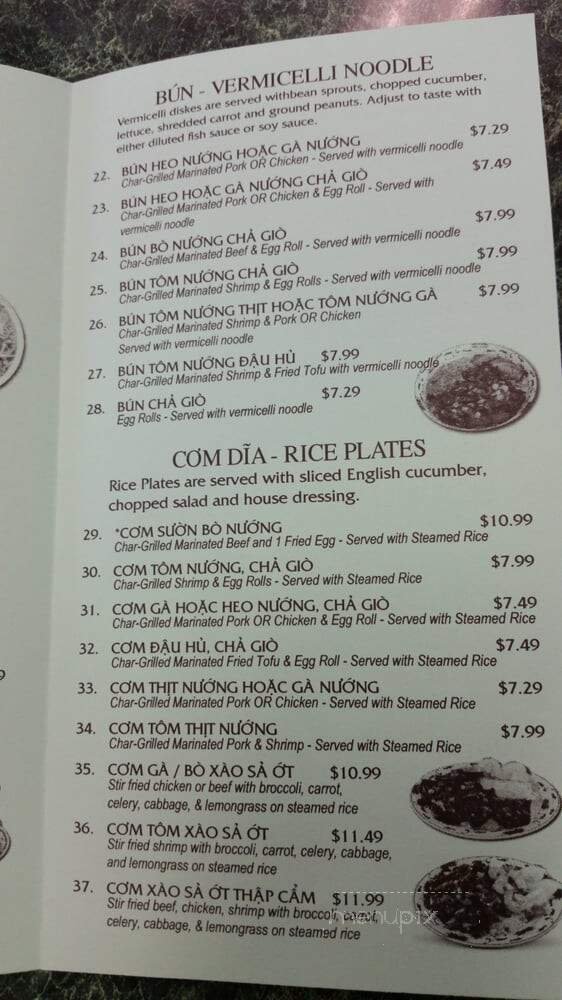 BÚN - VERMICELLI NOODLE
Vermicelli diskes are served withbean sprouts, chopped cucumber,
lettuce, shredded carrot and ground peanuts. Adjust to taste with
either diluted fish sauce or soy sauce.
22. BÚN HEO NƯỚNG HOẶC GÀ NƯỚNG $7.29
Char-Grilled Marinated Pork OR Chicken - Served with vermicelli noodle
23. BÚN HEO HOẶC GÀ NƯỚNG CHẢ GIÒ $7.49
Char-Grilled Marinated Pork OR Chicken & Egg Roll - Served with
vermicelli noodle
24. BÚN BÒ NƯỚNG CHẢ GIÒ $7.99
Char-Grilled Marinated Beef & Egg Roll - Served with vermicelli noodle
25. BÚN TÔM NƯỚNG CHẢ GIÒ $7.99
Char-Grilled Marinated Shrimp & Egg Rolls - Served with vermicelli noodle
26. BÚN TÔM NƯỚNG THỊT HOẶC TÔM NƯỚNG GÀ $7.99
Char-Grilled Marinated Shrimp & Pork OR Chicken
Served with vermicelli noodle
27. BÚN TÔM NƯỚNG ĐẬU HỦ $7.99
Char-Grilled Marinated Shrimp & Fried Tofu with vermicelli noodle
28. BÚN CHẢ GIÒ $7.29
Egg Rolls - Served with vermicelli noodle
CƠM DĨA - RICE PLATES
Rice Plates are served with sliced English cucumber,
chopped salad and house dressing.
29. *CƠM SƯỜN BÒ NƯỚNG $10.99
Char-Grilled Marinated Beef and 1 Fried Egg - Served with Steamed Rice
30. CƠM TÔM NƯỚNG, CHẢ GIÒ $7.99
Char-Grilled Shrimp & Egg Rolls - Served with Steamed Rice
31. CƠM GÀ HOẶC HEO NƯỚNG, CHẢ GIÒ $7.49
Char-Grilled Marinated Pork OR Chicken & Egg Roll - Served with Steamed Rice
32. CƠM ĐẬU HỦ, CHẢ GIÒ $7.49
Char-Grilled Marinated Fried Tofu & Egg Roll - Served with Steamed Rice
33. CƠM THỊT NƯỚNG HOẶC GÀ NƯỚNG $7.29
Char-Grilled Marinated Pork OR Chicken - Served with Steamed Rice
34. CƠM TÔM THỊT NƯỚNG $7.99
Char-Grilled Marinated Pork & Shrimp - Served with Steamed Rice
35. CƠM GÀ / BÒ XÀO SẢ ỚT $10.99
Stir fried chicken or beef with broccoli, carrot,
celery, cabbage, & lemongrass on steamed rice
36. CƠM TÔM XÀO SẢ ỚT $11.49
Stir fried shrimp with broccoli, carrot, celery, cabbage,
and lemongrass on steamed rice
37. CƠM XÀO SẢ ỚT THẬP CẨM $11.99
Stir fried beef, chicken, shrimp with broccoli, carrot,
celery, cabbage, & lemongrass on steamed rice
menupix